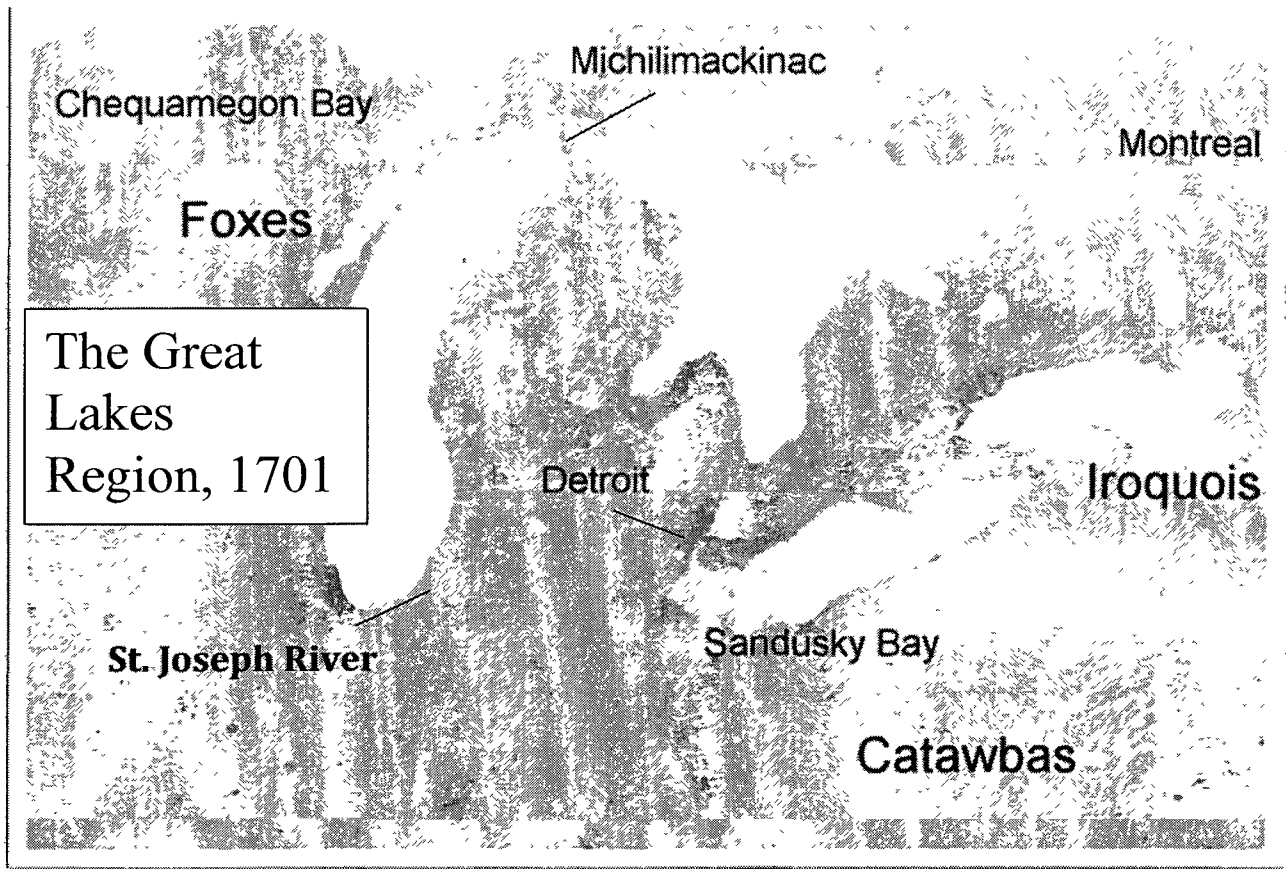 Michilimackinac
Chequamegon Bay
Montreal
Foxes
The Great
Lakes
Region, 1701
Detroit
Iroquois
St. Joseph River
Sandusky Bay
Catawbas